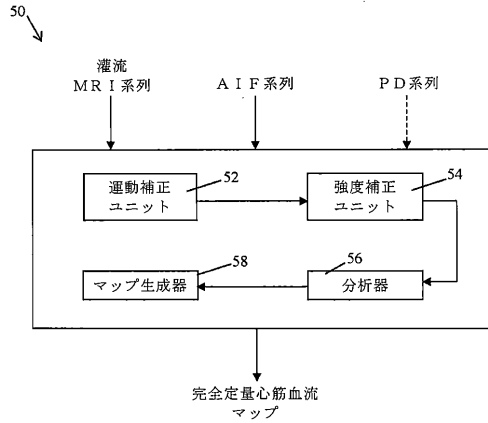 50
灌流
MRI系列
AIF系列
PD系列
運動補正
ユニット
52
強度補正
ユニット
54
マップ生成器
58
分析器
56
完全定量心筋血流
マップ